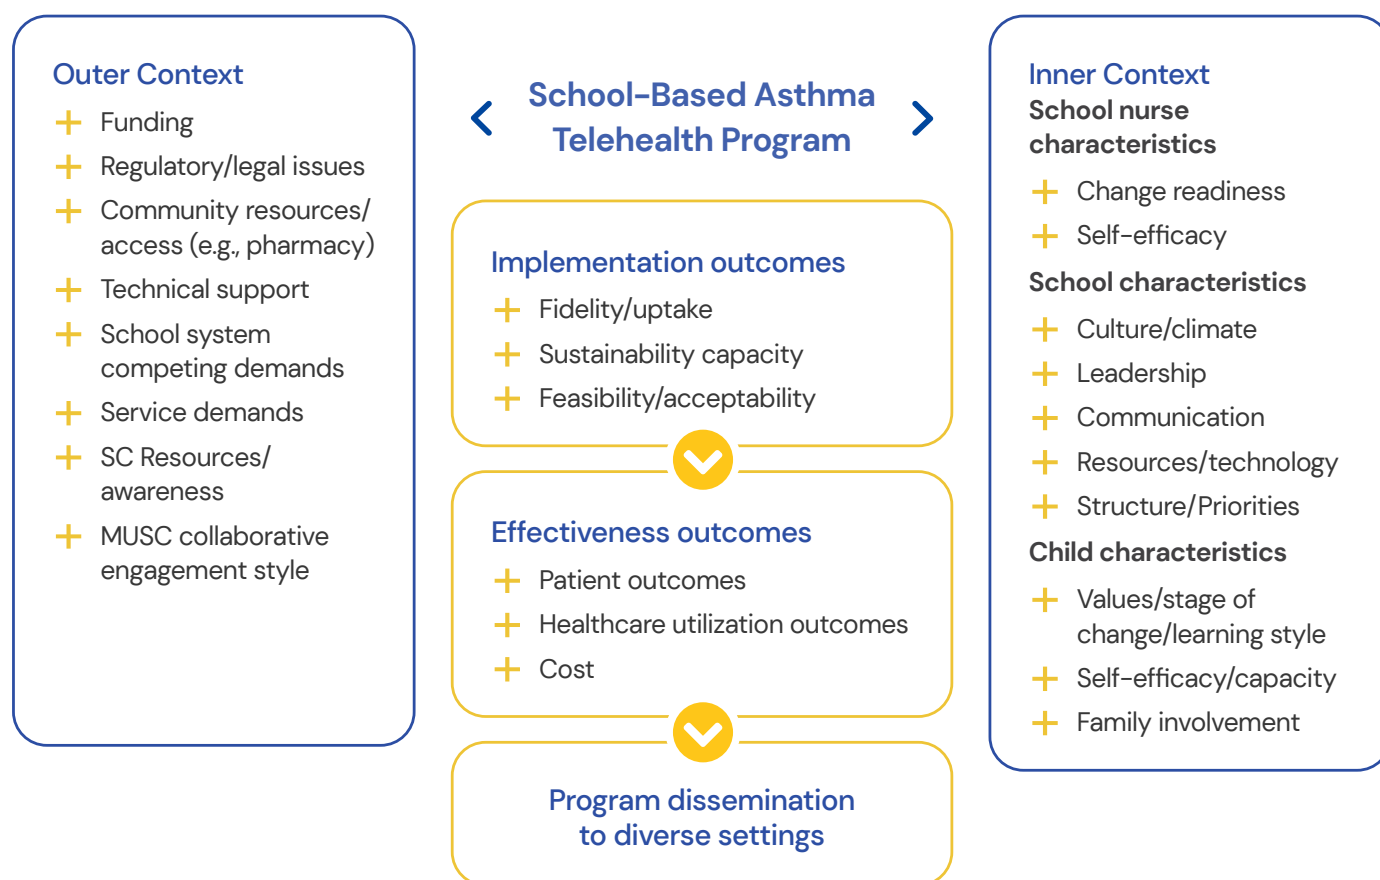 Outer Context
Funding
Regulatory/legal issues
Community resources/
access (e.g., pharmacy)
Technical support
School system
competing demands
Service demands
SC Resources/
awareness
MUSC collaborative
engagement style
School-Based Asthma
Telehealth Program
Implementation outcomes
Fidelity/uptake
Sustainability capacity
Feasibility/acceptability
Effectiveness outcomes
Patient outcomes
Healthcare utilization outcomes
Cost
Program dissemination
to diverse settings
Inner Context
School nurse
characteristics
Change readiness
Self-efficacy
School characteristics
Culture/climate
Leadership
Communication
Resources/technology
Structure/Priorities
Child characteristics
Values/stage of
change/learning style
Self-efficacy/capacity
Family involvement